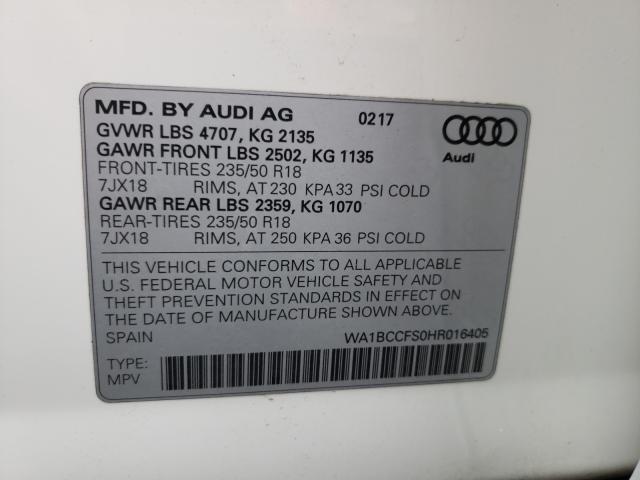 MFD. BY AUDI AG 0217
GVWR LBS 4707, KG 2135
GAWR FRONT LBS 2502, KG 1135
FRONT-TIRES 235/50 R18
7JX18 RIMS, AT 230 KPA 33 PSI COLD
GAWR REAR LBS 2359, KG 1070
REAR-TIRES 235/50 R18
7JX18 RIMS, AT 250 KPA 36 PSI COLD
Audi
THIS VEHICLE CONFORMS TO ALL APPLICABLE
U.S. FEDERAL MOTOR VEHICLE SAFETY AND
THEFT PREVENTION STANDARDS IN EFFECT ON
THE DATE OF MANUFACTURE SHOWN ABOVE.
SPAIN WA1BCCFS0HR016405
TYPE:
MPV